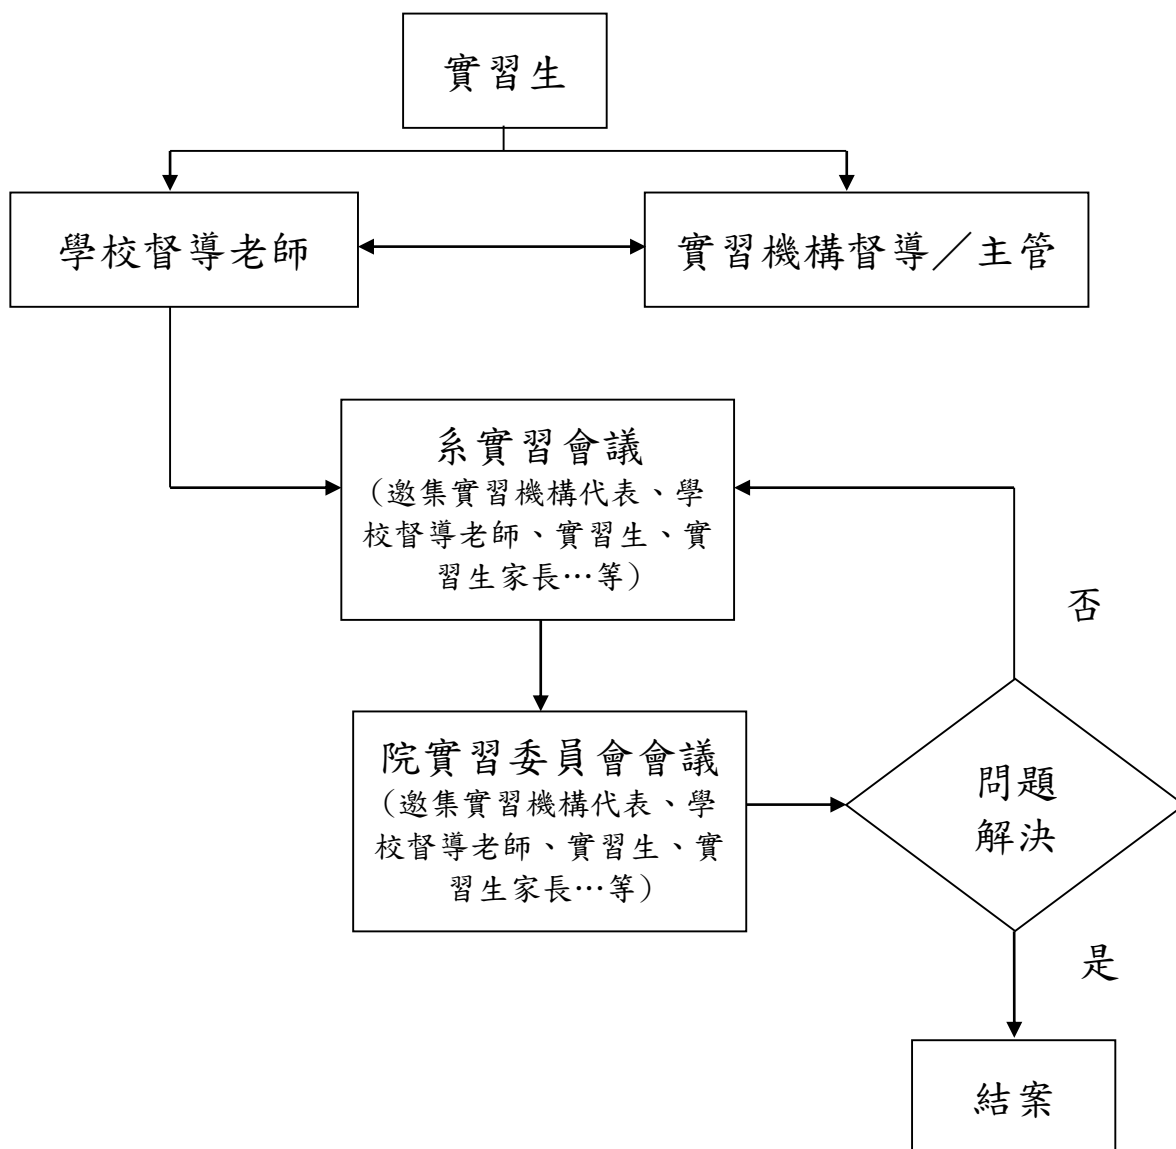 實習生
學校督導老師
實習機構督導／主管
系實習會議
（邀集實習機構代表、學
校督導老師、實習生、實
習生家長…等）
否
院實習委員會會議
（邀集實習機構代表、學
校督導老師、實習生、實
習生家長…等）
問題
解決
是
結案